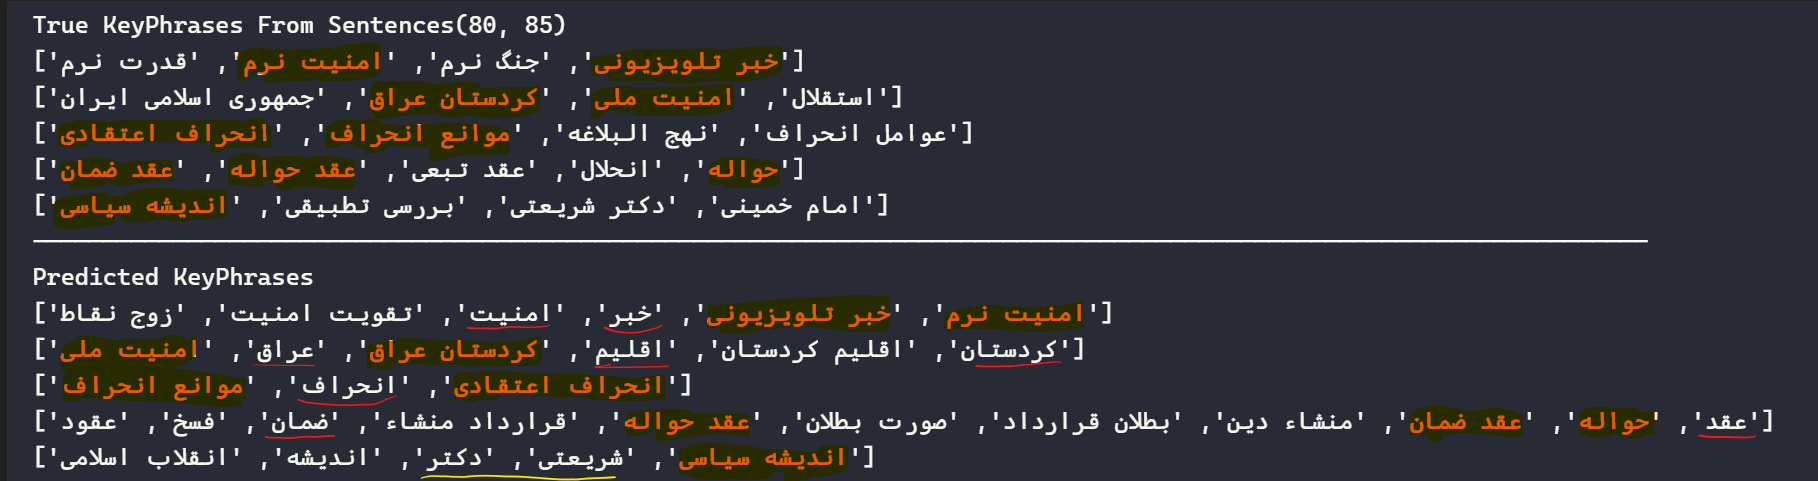 True KeyPhrases From Sentences(80, 85)
['خبر تلویزیونی', 'جنگ نرم', 'امنیت نرم', 'قدرت نرم']
['استقلال', 'امنیت ملی', 'کردستان عراق', 'جمهوری اسلامی ایران']
['عوامل انحراف', 'نهج البلاغه', 'موانع انحراف', 'انحراف اعتقادی']
['حواله', 'انحلال', 'عقد تبعی', 'عقد حواله', 'عقد ضمان']
['امام خمینی', 'دکتر شریعتی', 'بررسی تطبیقی', 'اندیشه سیاسی']
Predicted KeyPhrases
['امنیت نرم', 'خبر تلویزیونی', 'خبر', 'امنیت', 'تقویت امنیت', 'زوج نقاط']
['کردستان', 'اقلیم کردستان', 'اقلیم', 'کردستان عراق', 'عراق', 'امنیت ملی']
['انحراف اعتقادی', 'انحراف', 'موانع انحراف']
['عقد', 'حواله', 'عقد ضمان', 'منشاء دین', 'بطلان قرارداد', 'صورت بطلان', 'عقد حواله', 'قرارداد منشاء', 'ضمان', 'فسخ', 'عقود']
['اندیشه سیاسی', 'شریعتی', 'دکتر', 'اندیشه', 'انقلاب اسلامی']